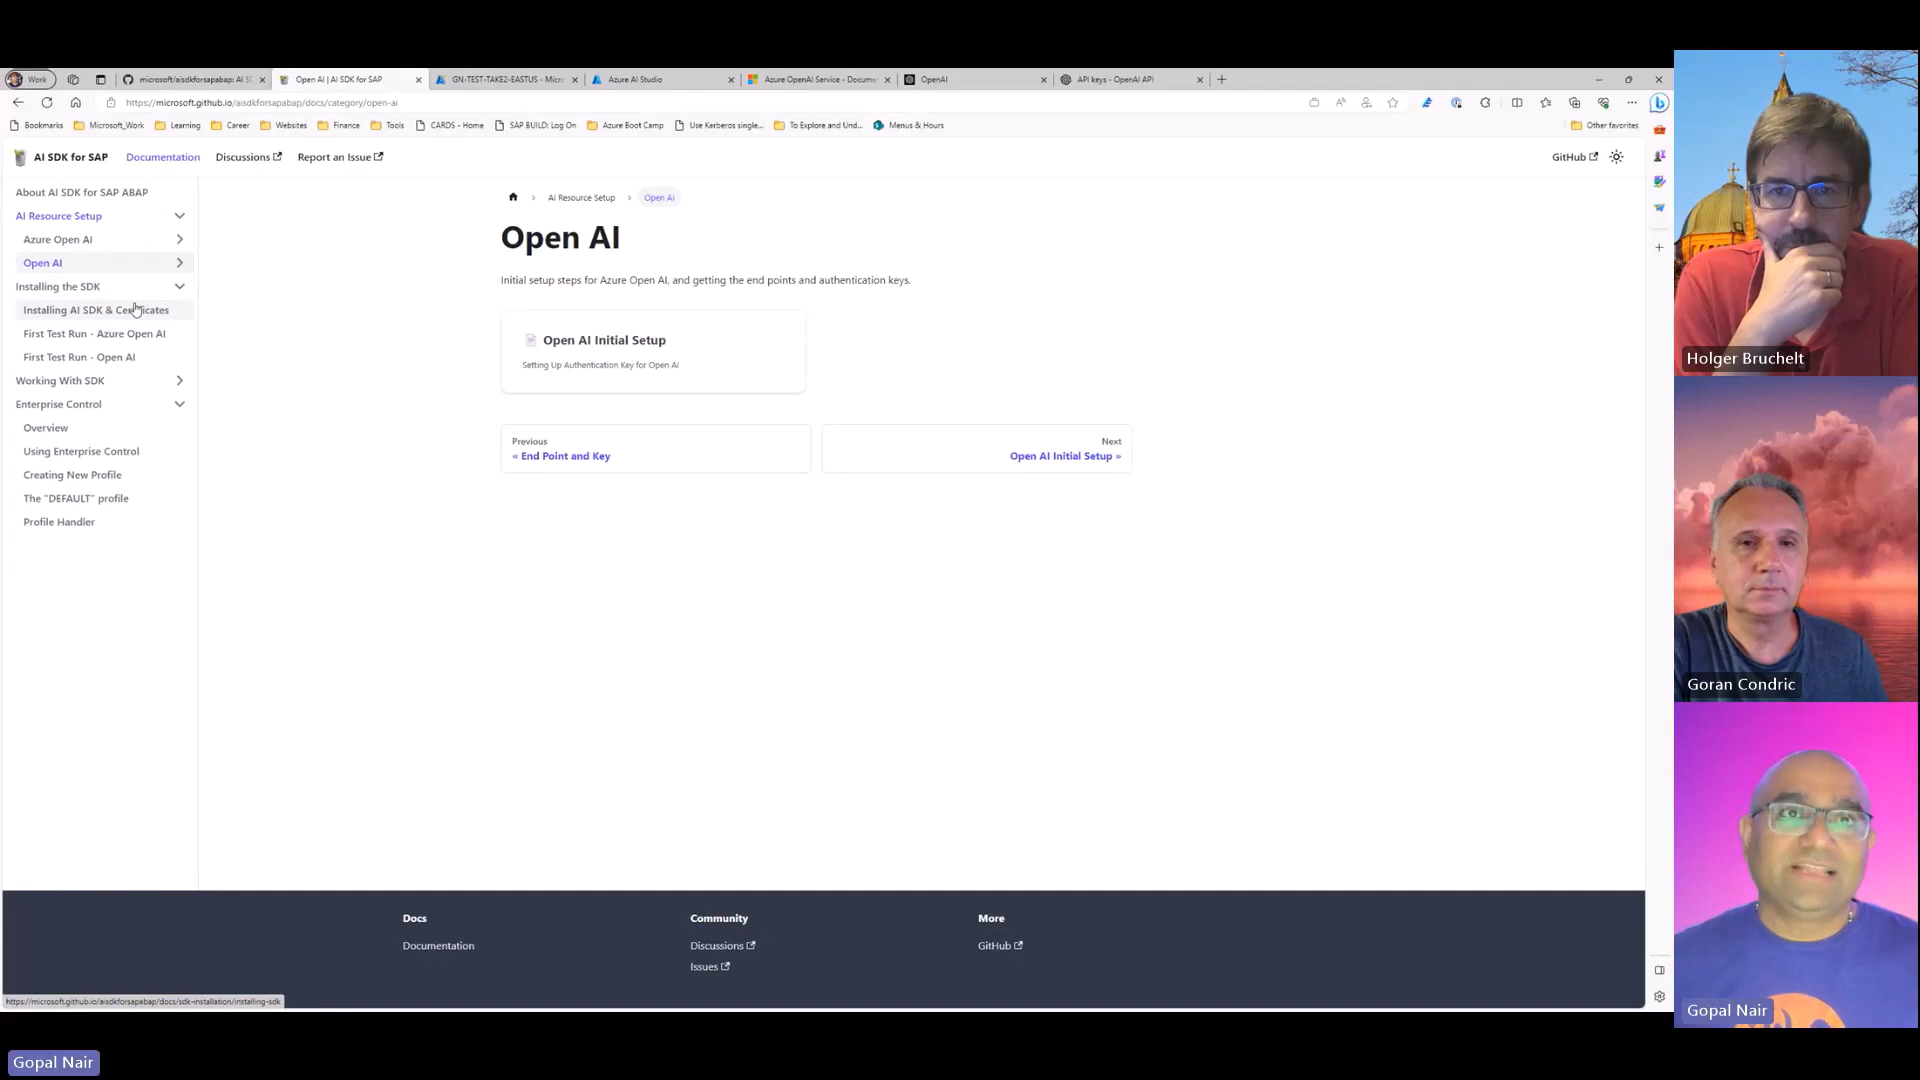 Work
microsoft/aisdkforsapabap: AI S
Open AI | AI SDK for SAP
GN-TEST-TAKE2-EASTUS - Micro
Azure AI Studio
Azure OpenAI Service - Docume
OpenAI
API keys - OpenAI API
https://microsoft.github.io/aisdkforsapabap/docs/category/open-ai
Bookmarks
Microsoft_Work
Learning
Career
Websites
Finance
Tools
CARDS - Home
SAP BUILD: Log On
Azure Boot Camp
Use Kerberos single...
To Explore and Und...
Menus & Hours
Other favorites
AI SDK for SAP
Documentation
Discussions
Report an Issue
GitHub
About AI SDK for SAP ABAP
AI Resource Setup
Azure Open AI
Open AI
Installing the SDK
Installing AI SDK & Certificates
First Test Run - Azure Open AI
First Test Run - Open AI
Working With SDK
Enterprise Control
Overview
Using Enterprise Control
Creating New Profile
The "DEFAULT" profile
Profile Handler
AI Resource Setup
Open AI
Open AI
Initial setup steps for Azure Open AI, and getting the end points and authentication keys.
Open AI Initial Setup
Setting Up Authentication Key for Open AI
Previous
« End Point and Key
Next
Open AI Initial Setup »
Docs
Documentation
Community
Discussions
Issues
More
GitHub
https://microsoft.github.io/aisdkforsapabap/docs/sdk-installation/installing-sdk
Holger Bruchelt
Goran Condric
Gopal Nair
Gopal Nair